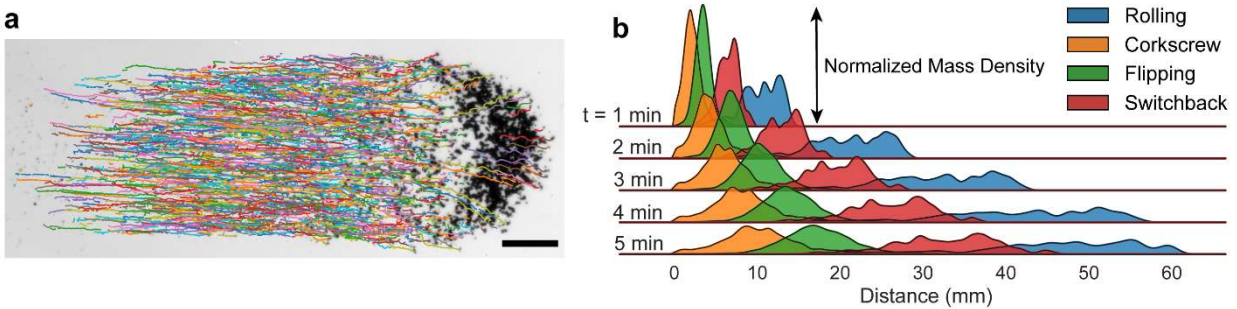 a
b
Rolling
Corkscrew
Flipping
Switchback
Normalized Mass Density
t = 1 min
2 min
3 min
4 min
5 min
0 10 20 30 40 50 60
Distance (mm)